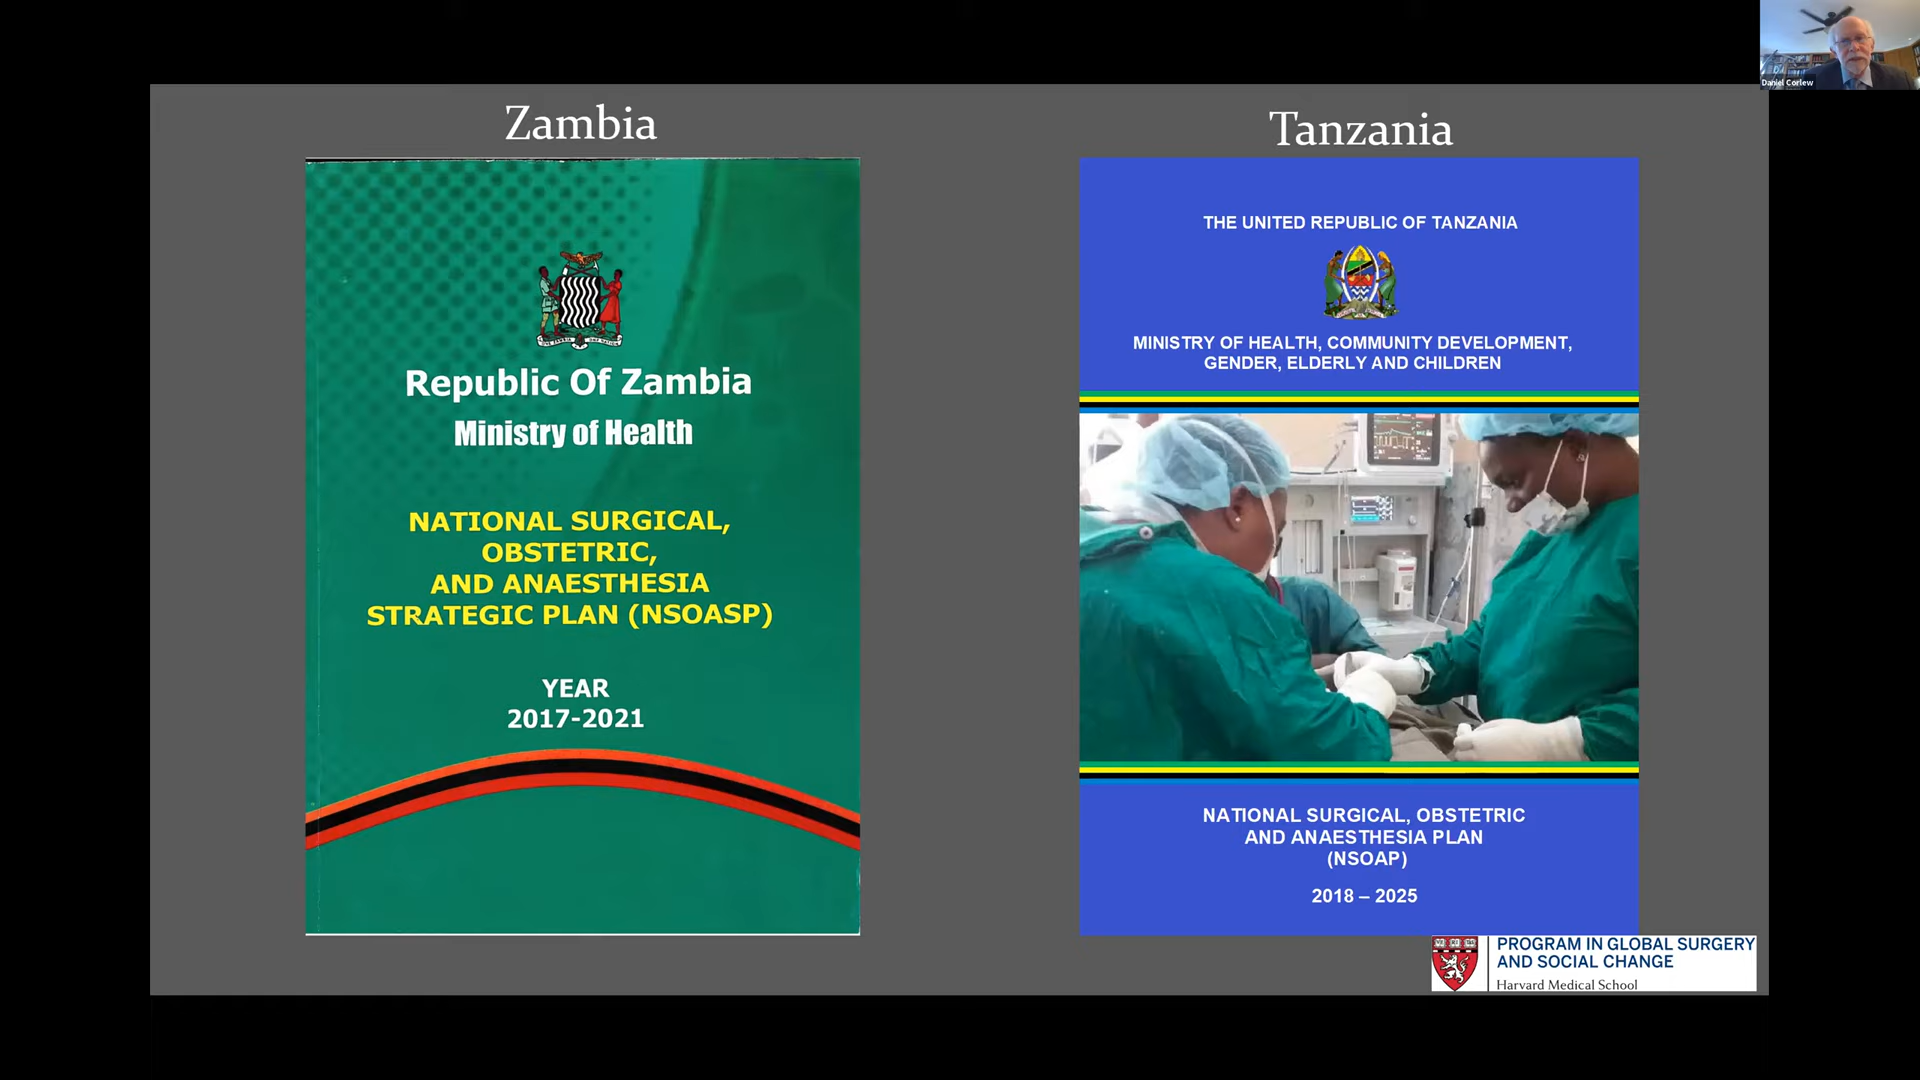 Daniel Corlew
Zambia
Republic Of Zambia
Ministry of Health
NATIONAL SURGICAL,
OBSTETRIC,
AND ANAESTHESIA
STRATEGIC PLAN (NSOASP)
YEAR
2017-2021
Tanzania
THE UNITED REPUBLIC OF TANZANIA
MINISTRY OF HEALTH, COMMUNITY DEVELOPMENT,
GENDER, ELDERLY AND CHILDREN
NATIONAL SURGICAL, OBSTETRIC
AND ANAESTHESIA PLAN
(NSOAP)
2018 – 2025
PROGRAM IN GLOBAL SURGERY
AND SOCIAL CHANGE
Harvard Medical School